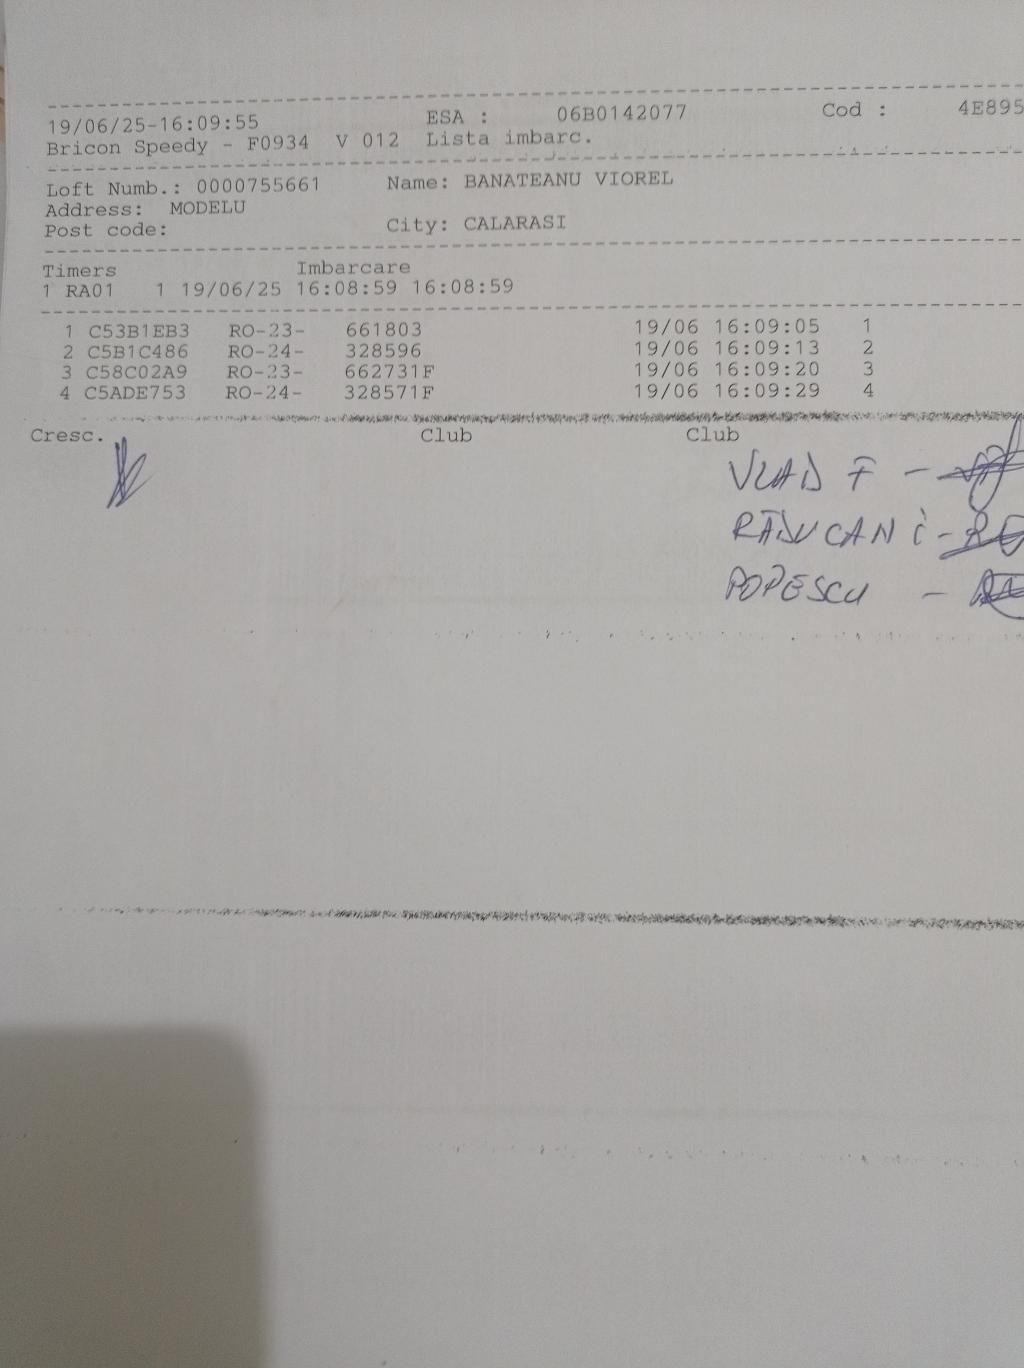 19/06/25-16:09:55 ESA : 06B0142077 Cod : 4E895
Bricon Speedy - F0934 V 012 Lista imbarc.
Loft Numb.: 0000755661 Name: BANATEANU VIOREL
Address: MODELU
Post code: City: CALARASI
Timers Imbarcare
1 RA01 1 19/06/25 16:08:59 16:08:59
1 C53B1EB3 RO-23- 661803 19/06 16:09:05 1
2 C5B1C486 RO-24- 328596 19/06 16:09:13 2
3 C58C02A9 RO-23- 662731F 19/06 16:09:20 3
4 C5ADE753 RO-24- 328571F 19/06 16:09:29 4
Cresc. Club Club
VLAD F -
RĂDUCAN i -
POPESCU -